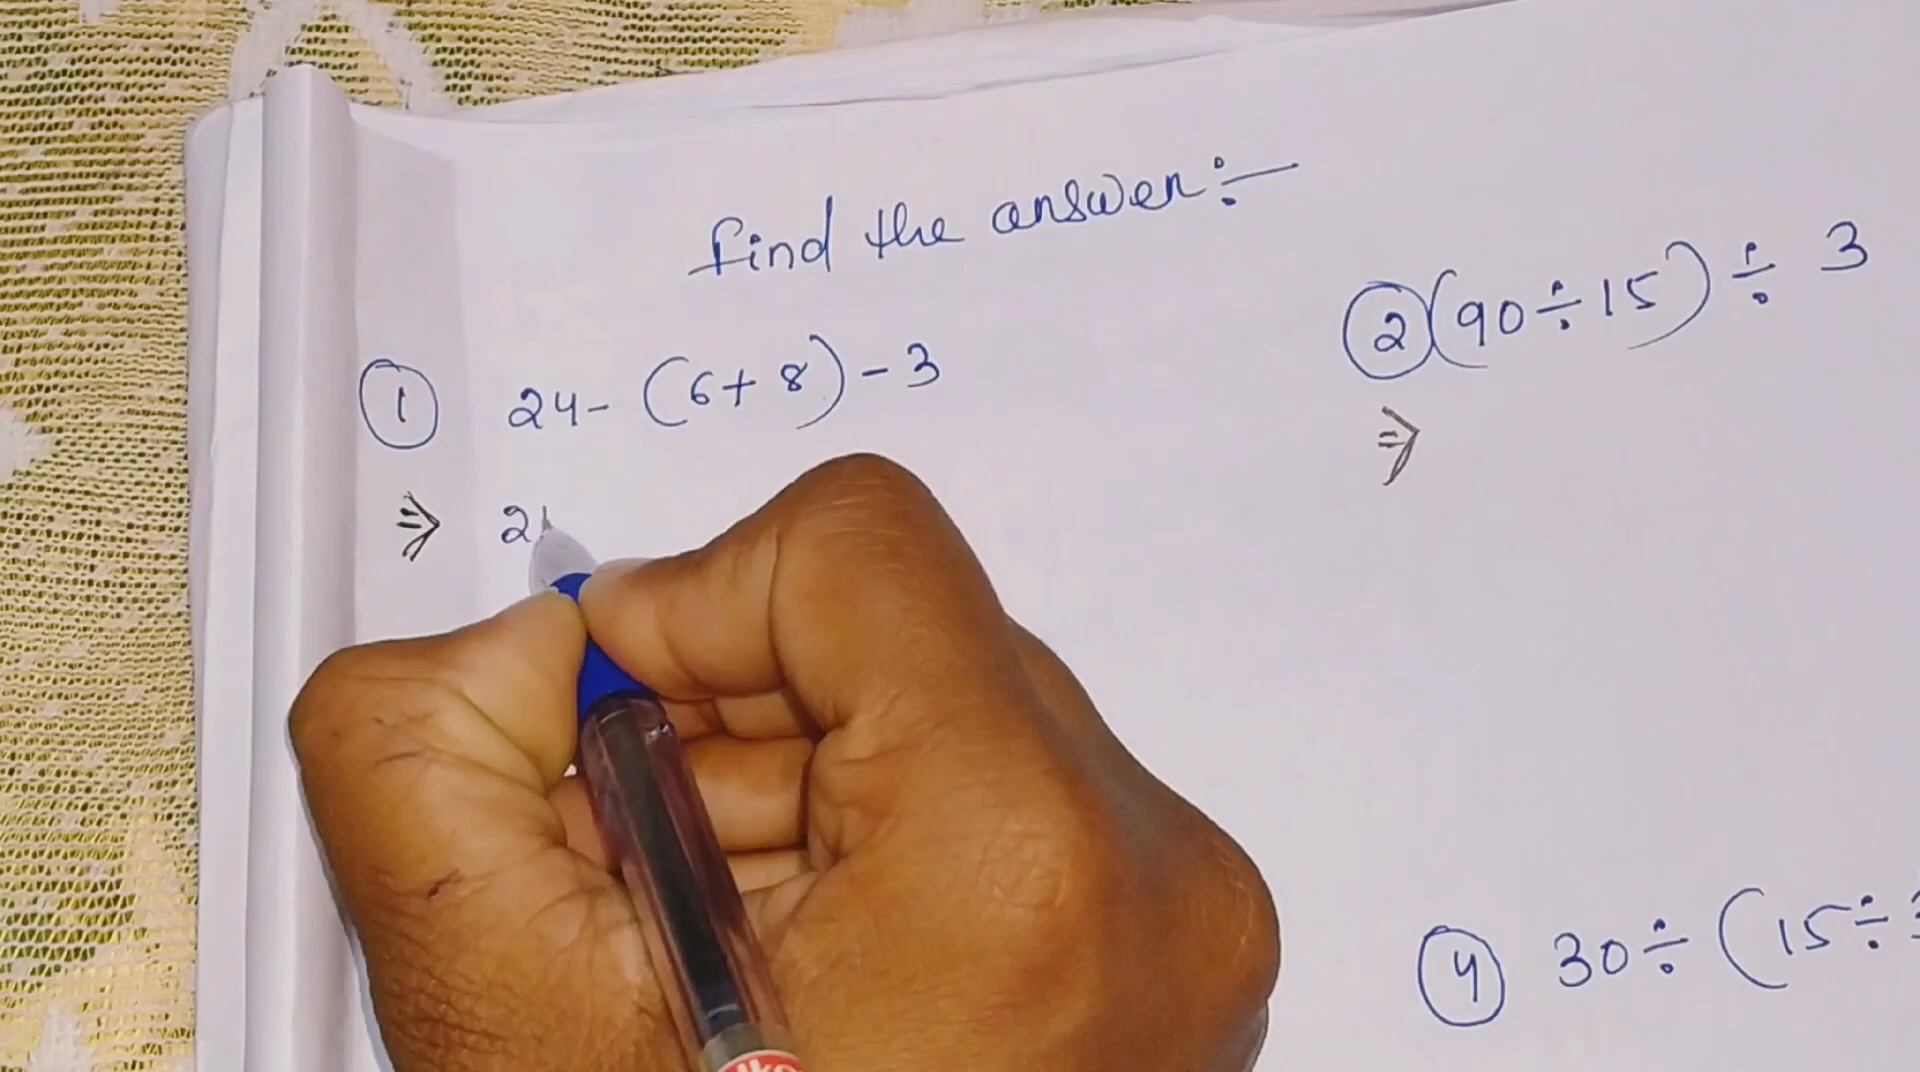 find the answer:-
① 24 - (6 + 8) - 3
⇒ 2
② (90 ÷ 15) ÷ 3
⇒
④ 30 ÷ (15 ÷